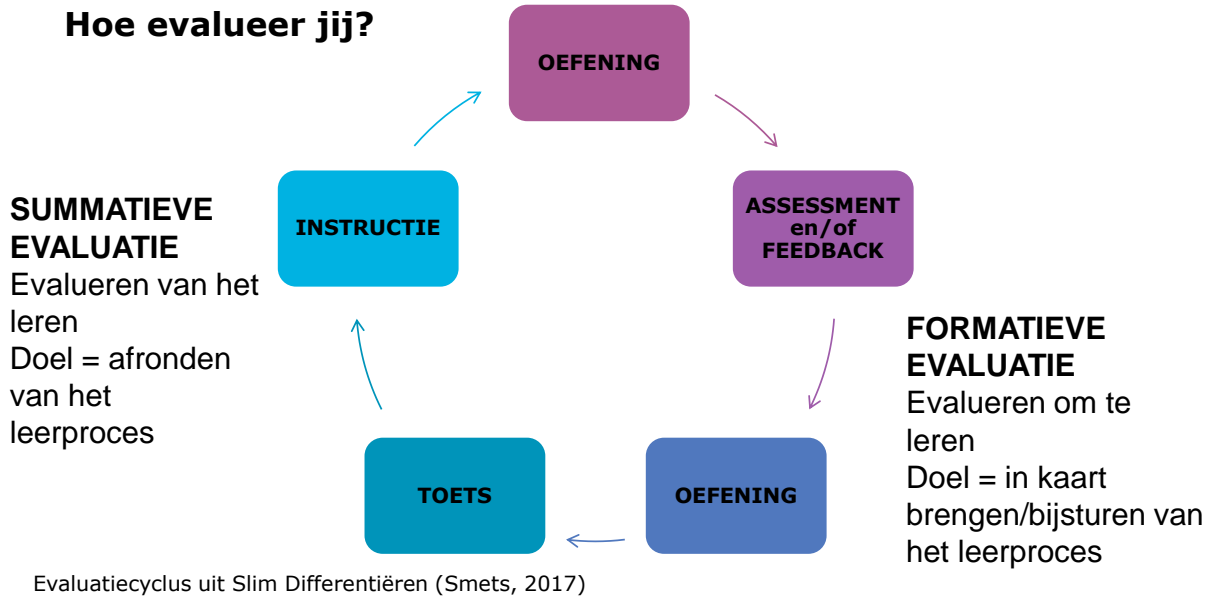 Hoe evalueer jij?
OEFENING
ASSESSMENT
en/of
FEEDBACK
INSTRUCTIE
SUMMATIEVE
EVALUATIE
Evalueren van het
leren
Doel = afronden
van het
leerproces
FORMATIEVE
EVALUATIE
Evalueren om te
leren
Doel = in kaart
brengen/bijsturen van
het leerproces
TOETS
OEFENING
Evaluatiecyclus uit Slim Differentiëren (Smets, 2017)